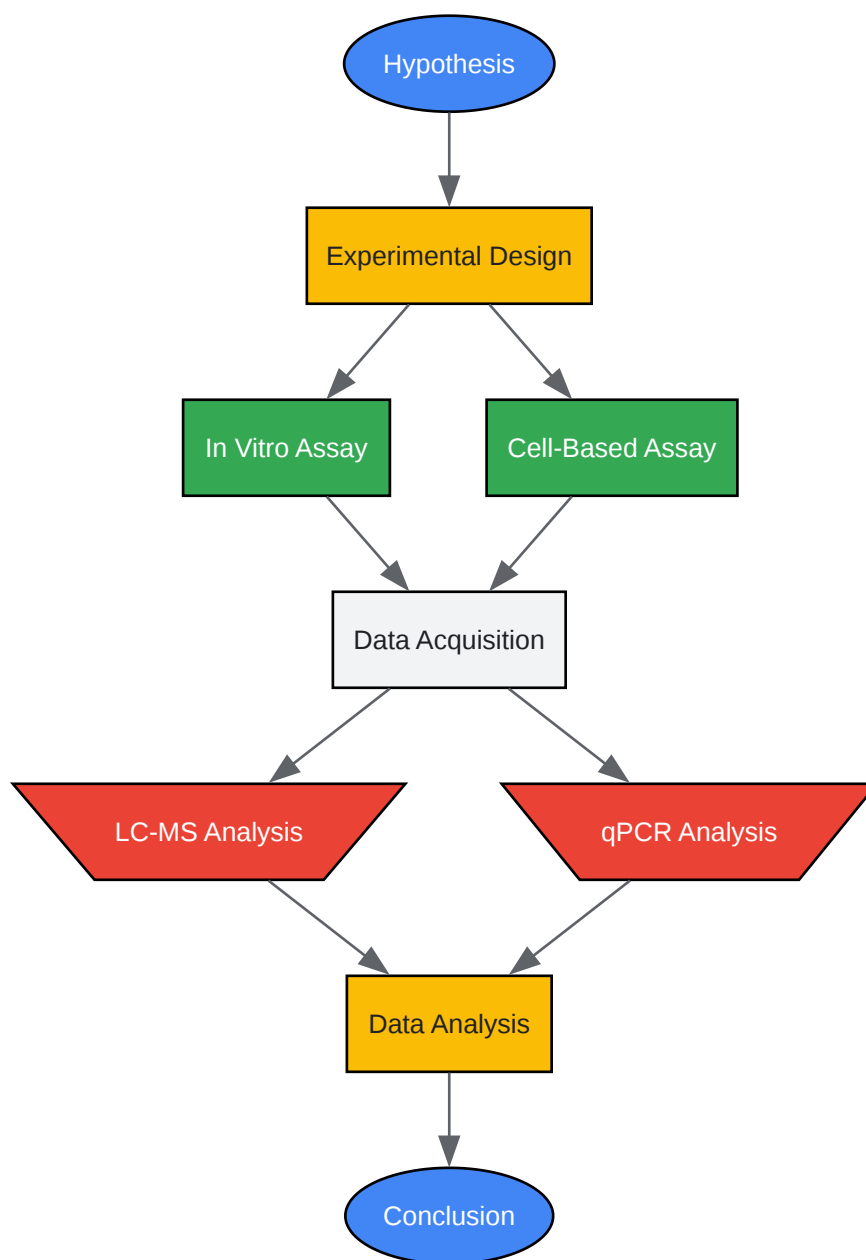 Hypothesis
Experimental Design
In Vitro Assay
Cell-Based Assay
Data Acquisition
LC-MS Analysis
qPCR Analysis
Data Analysis
Conclusion